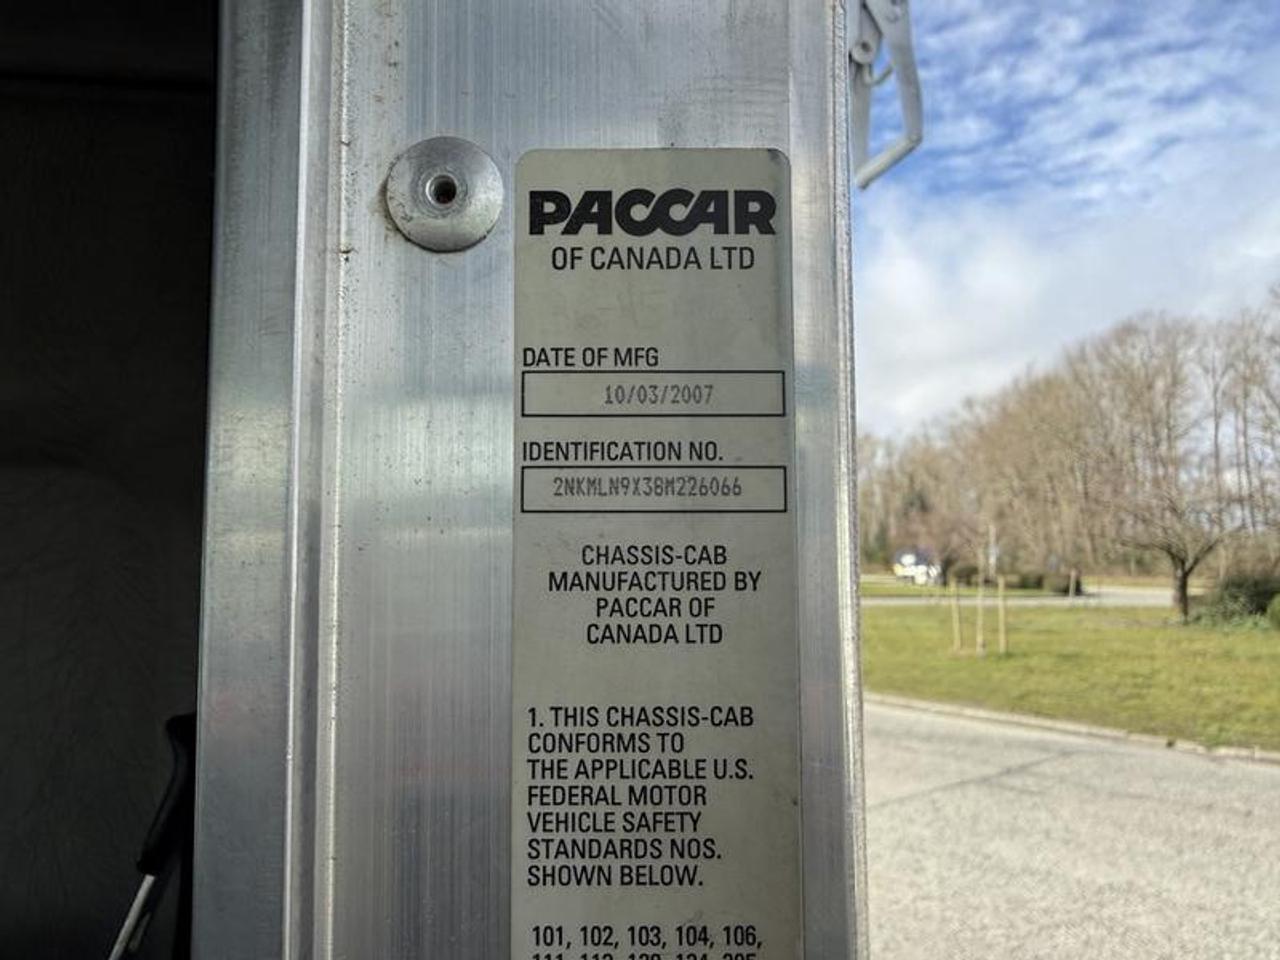 PACCAR
OF CANADA LTD
DATE OF MFG
10/03/2007
IDENTIFICATION NO.
2NKMLN9X38M226066
CHASSIS-CAB
MANUFACTURED BY
PACCAR OF
CANADA LTD
1. THIS CHASSIS-CAB
CONFORMS TO
THE APPLICABLE U.S.
FEDERAL MOTOR
VEHICLE SAFETY
STANDARDS NOS.
SHOWN BELOW.
101, 102, 103, 104, 106,